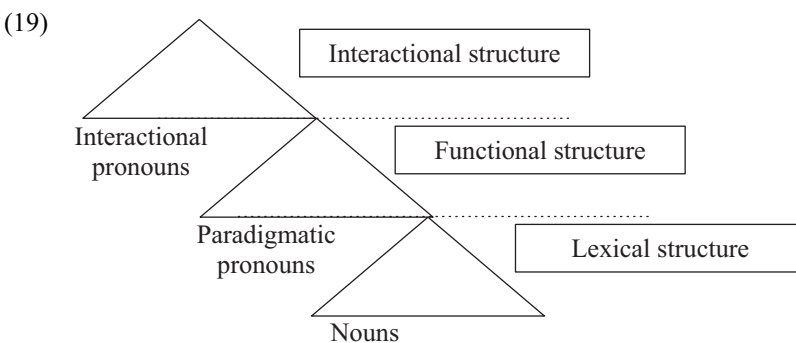 (19)
Interactional structure
Interactional
pronouns
Functional structure
Paradigmatic
pronouns
Lexical structure
Nouns